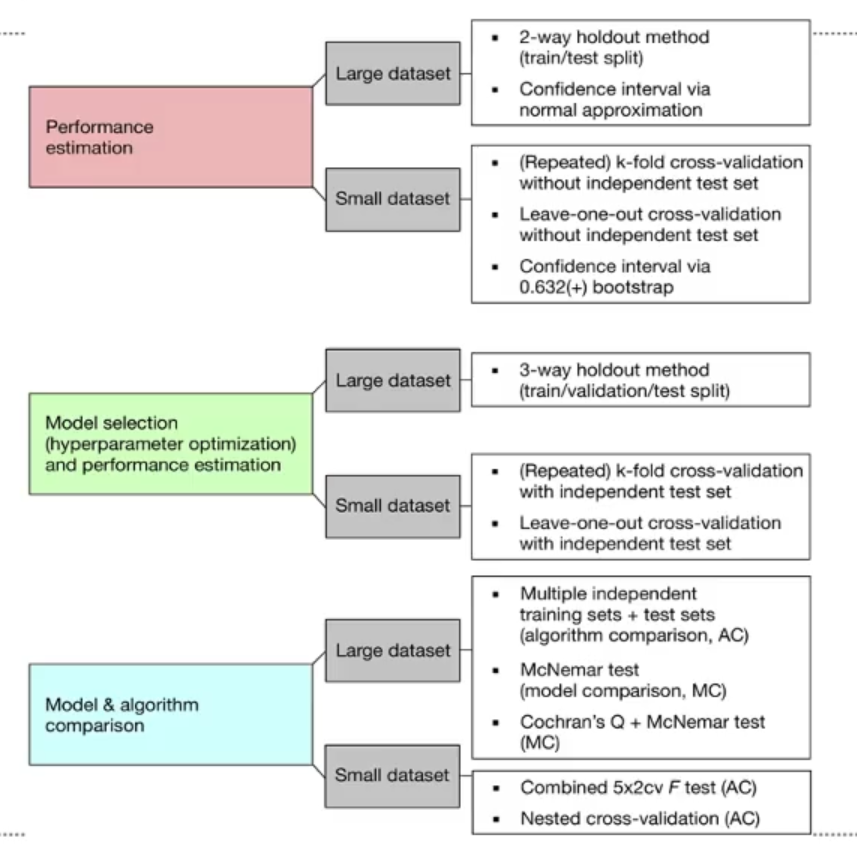 Performance
estimation
Large dataset
▪ 2-way holdout method
(train/test split)
▪ Confidence interval via
normal approximation
Small dataset
▪ (Repeated) k-fold cross-validation
without independent test set
▪ Leave-one-out cross-validation
without independent test set
▪ Confidence interval via
0.632(+) bootstrap
Model selection
(hyperparameter optimization)
and performance estimation
Large dataset
▪ 3-way holdout method
(train/validation/test split)
Small dataset
▪ (Repeated) k-fold cross-validation
with independent test set
▪ Leave-one-out cross-validation
with independent test set
Model & algorithm
comparison
Large dataset
▪ Multiple independent
training sets + test sets
(algorithm comparison, AC)
▪ McNemar test
(model comparison, MC)
▪ Cochran's Q + McNemar test
(MC)
Small dataset
▪ Combined 5x2cv F test (AC)
▪ Nested cross-validation (AC)